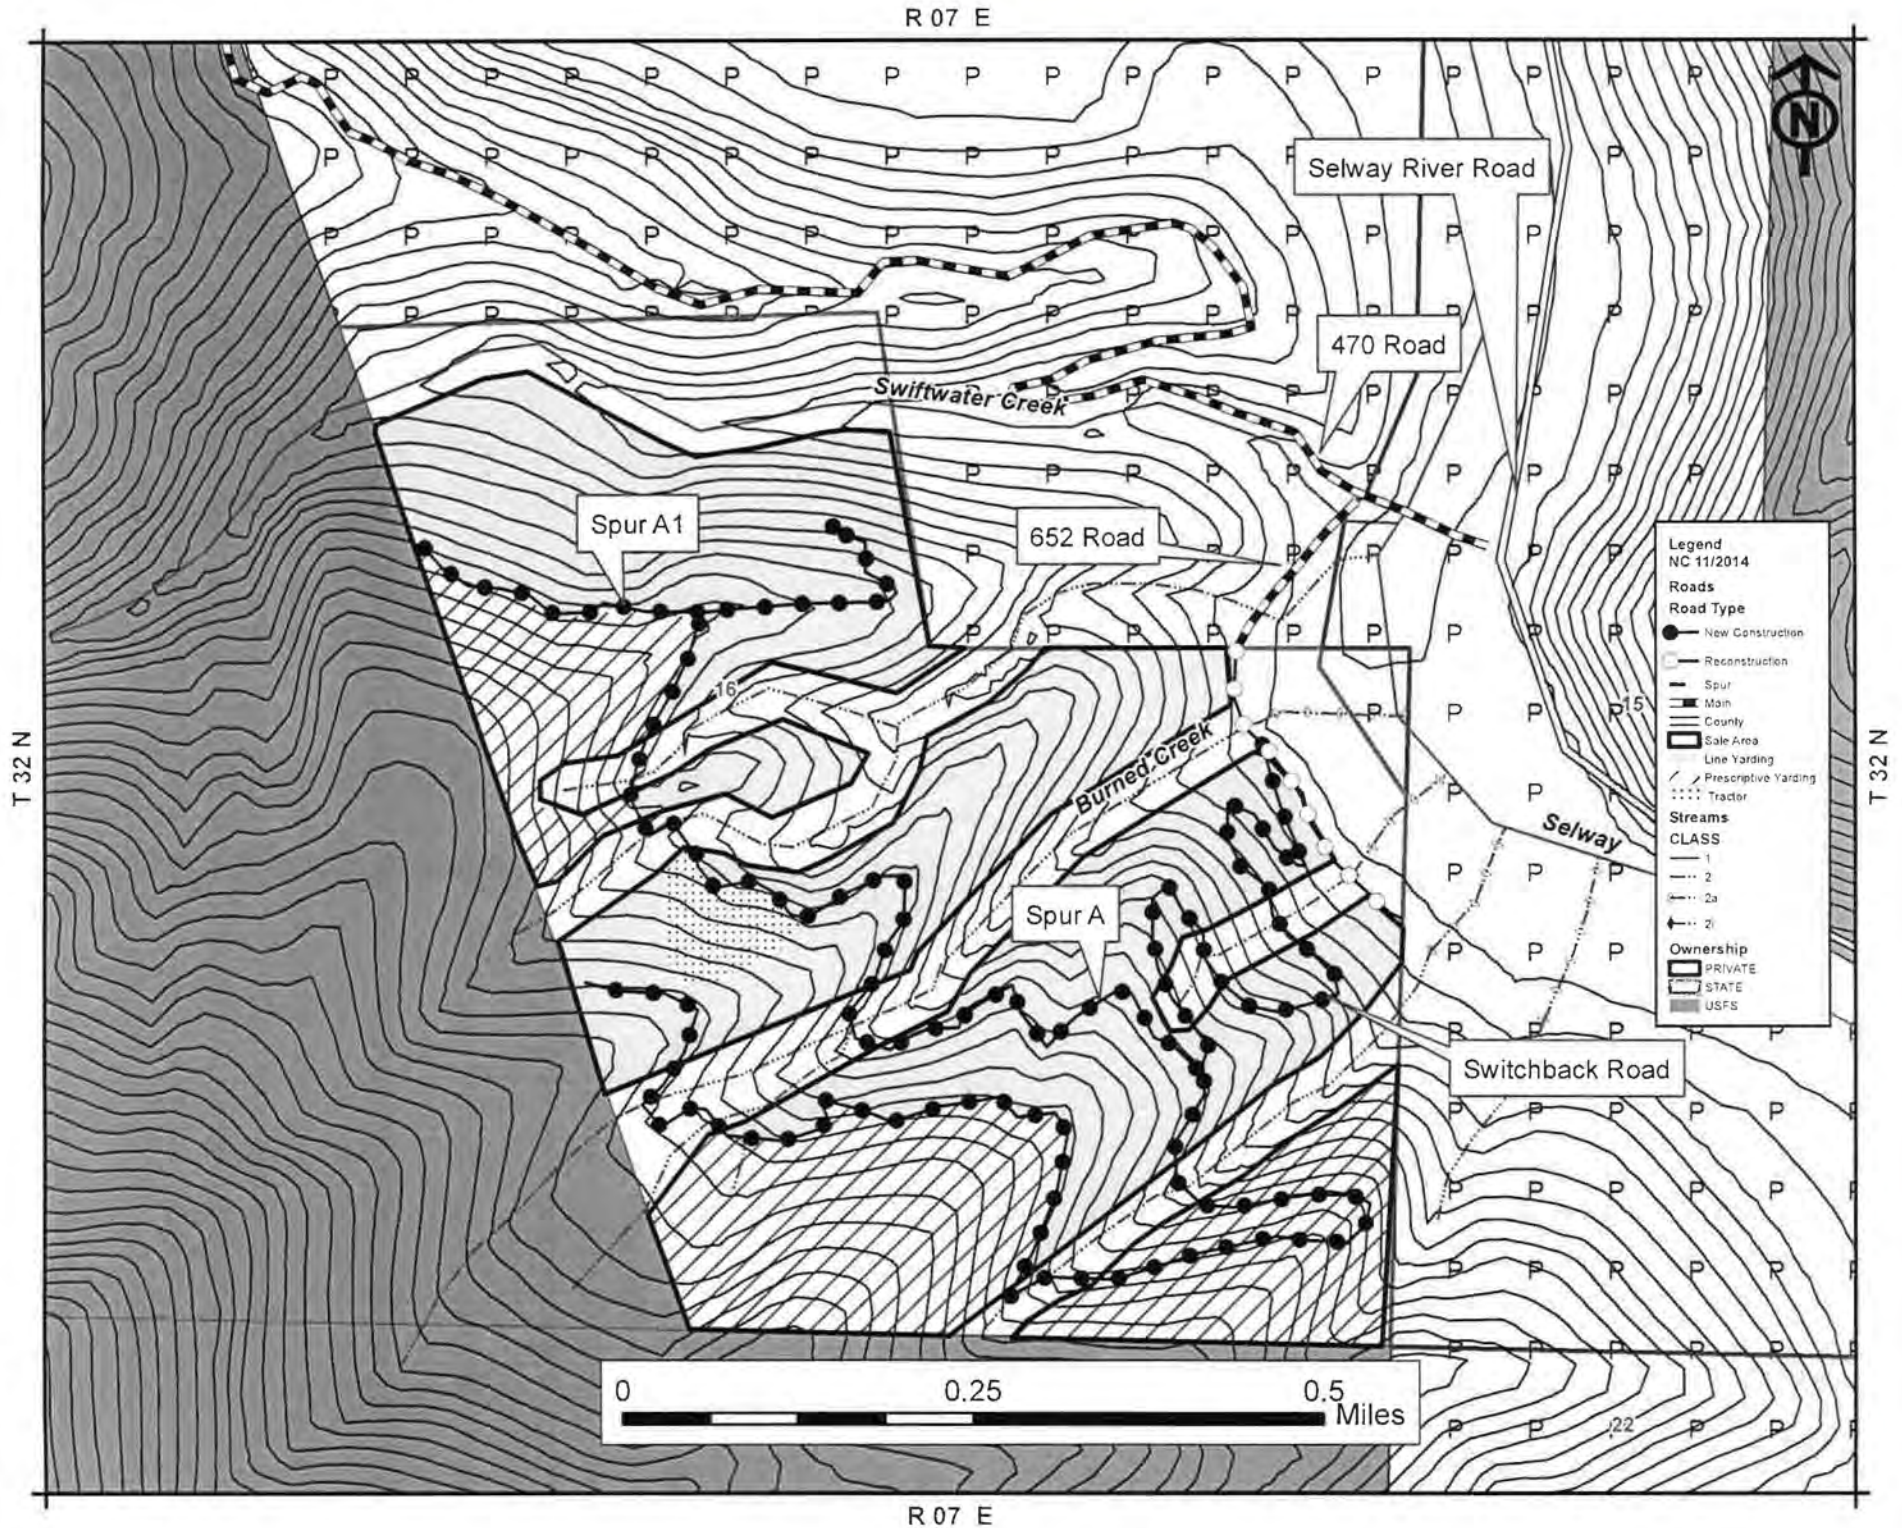 R 07 E
N
Selway River Road
470 Road
Swiftwater Creek
Spur A1
652 Road
Legend
NC 11/2014
Roads
Road Type
New Construction
Reconstruction
Spur
Main
County
Sale Area
Line Yarding
Prescriptive Yarding
Tractor
Streams
CLASS
1
2
2a
2i
Ownership
PRIVATE
STATE
USFS
16
15
T 32 N
T 32 N
Burned Creek
Selway
Spur A
Switchback Road
0 0.25 0.5
Miles
22
R 07 E